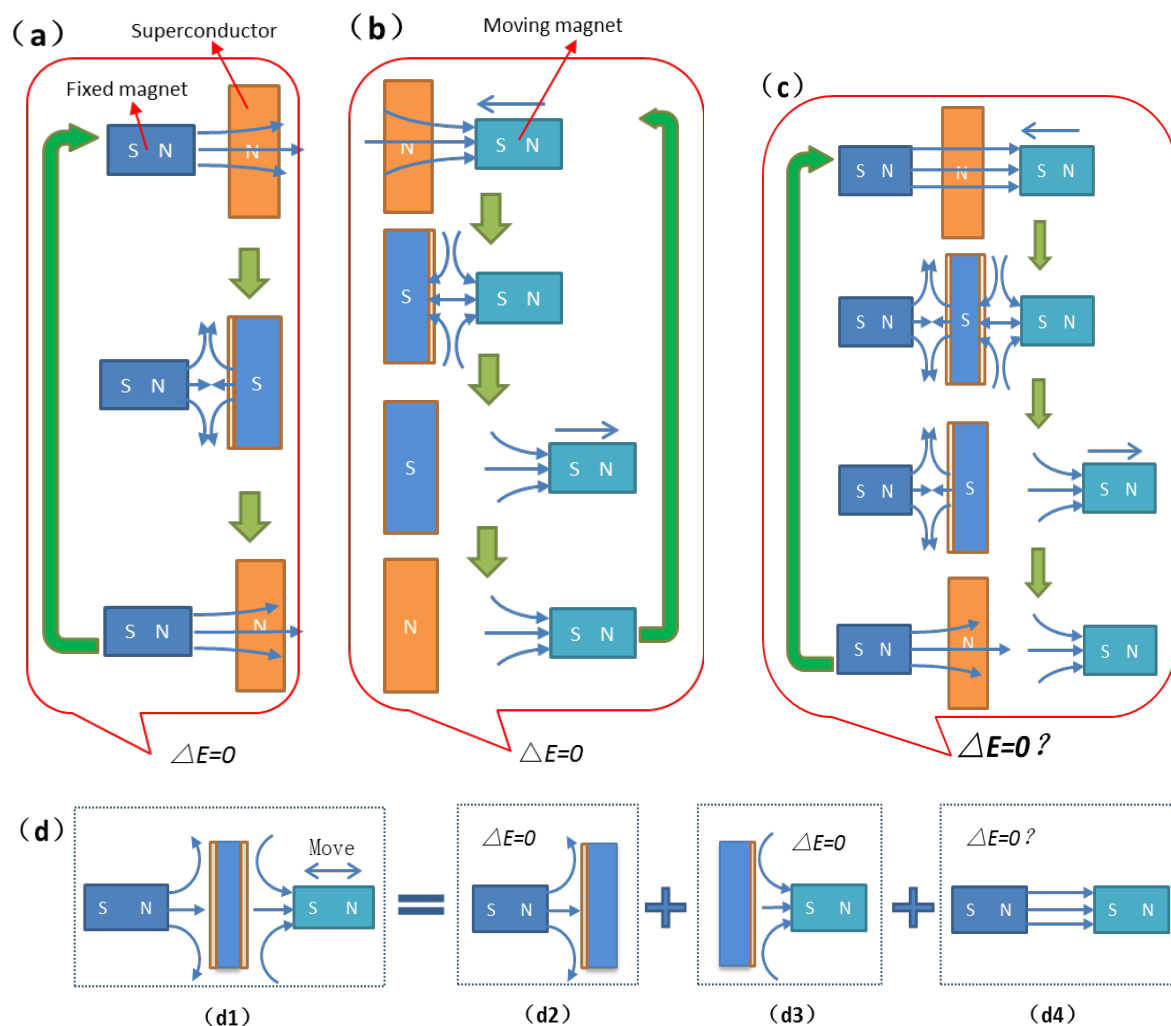 (a)
Superconductor
Fixed magnet
S N
N
S N
S
S N
N
△E=0
(b)
Moving magnet
N
S N
S
S N
S
S N
N
S N
△E=0
(c)
S N
N
S N
S N
S
S N
S N
S
S N
S N
N
S N
△E=0?
(d)
S N
Move
S N
(d1)
=
△E=0
S N
(d2)
+
△E=0
S N
(d3)
+
△E=0?
S N
S N
(d4)